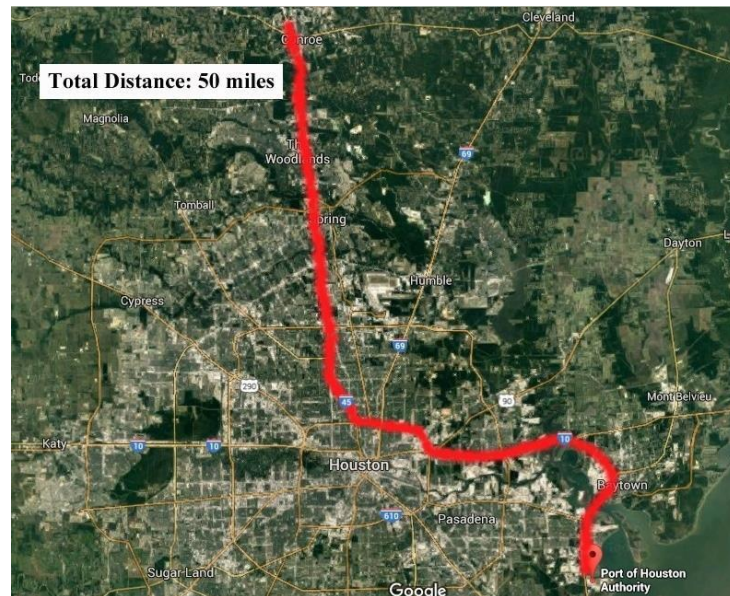 Cleveland
Conroe
Total Distance: 50 miles
Magnolia
The
Woodlands
69
Tomball
Spring
Dayton
Humble
Cypress
69
290
45
90
Mont Belvieu
Katy
10
10
10
Houston
Baytown
610
Pasadena
Sugar Land
Port of Houston
Authority
Google